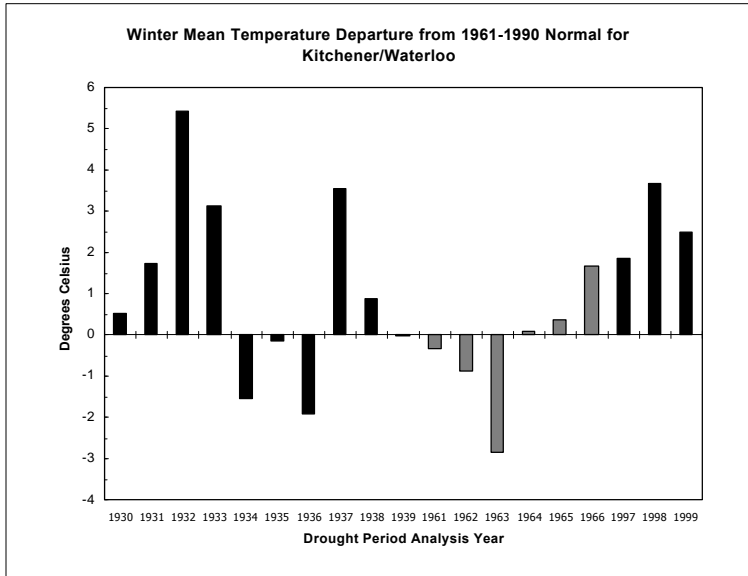 Winter Mean Temperature Departure from 1961-1990 Normal for
Kitchener/Waterloo
6
5
4
3
2
1
0
-1
-2
-3
-4
Degrees Celsius
1930 1931 1932 1933 1934 1935 1936 1937 1938 1939 1961 1962 1963 1964 1965 1966 1997 1998 1999
Drought Period Analysis Year